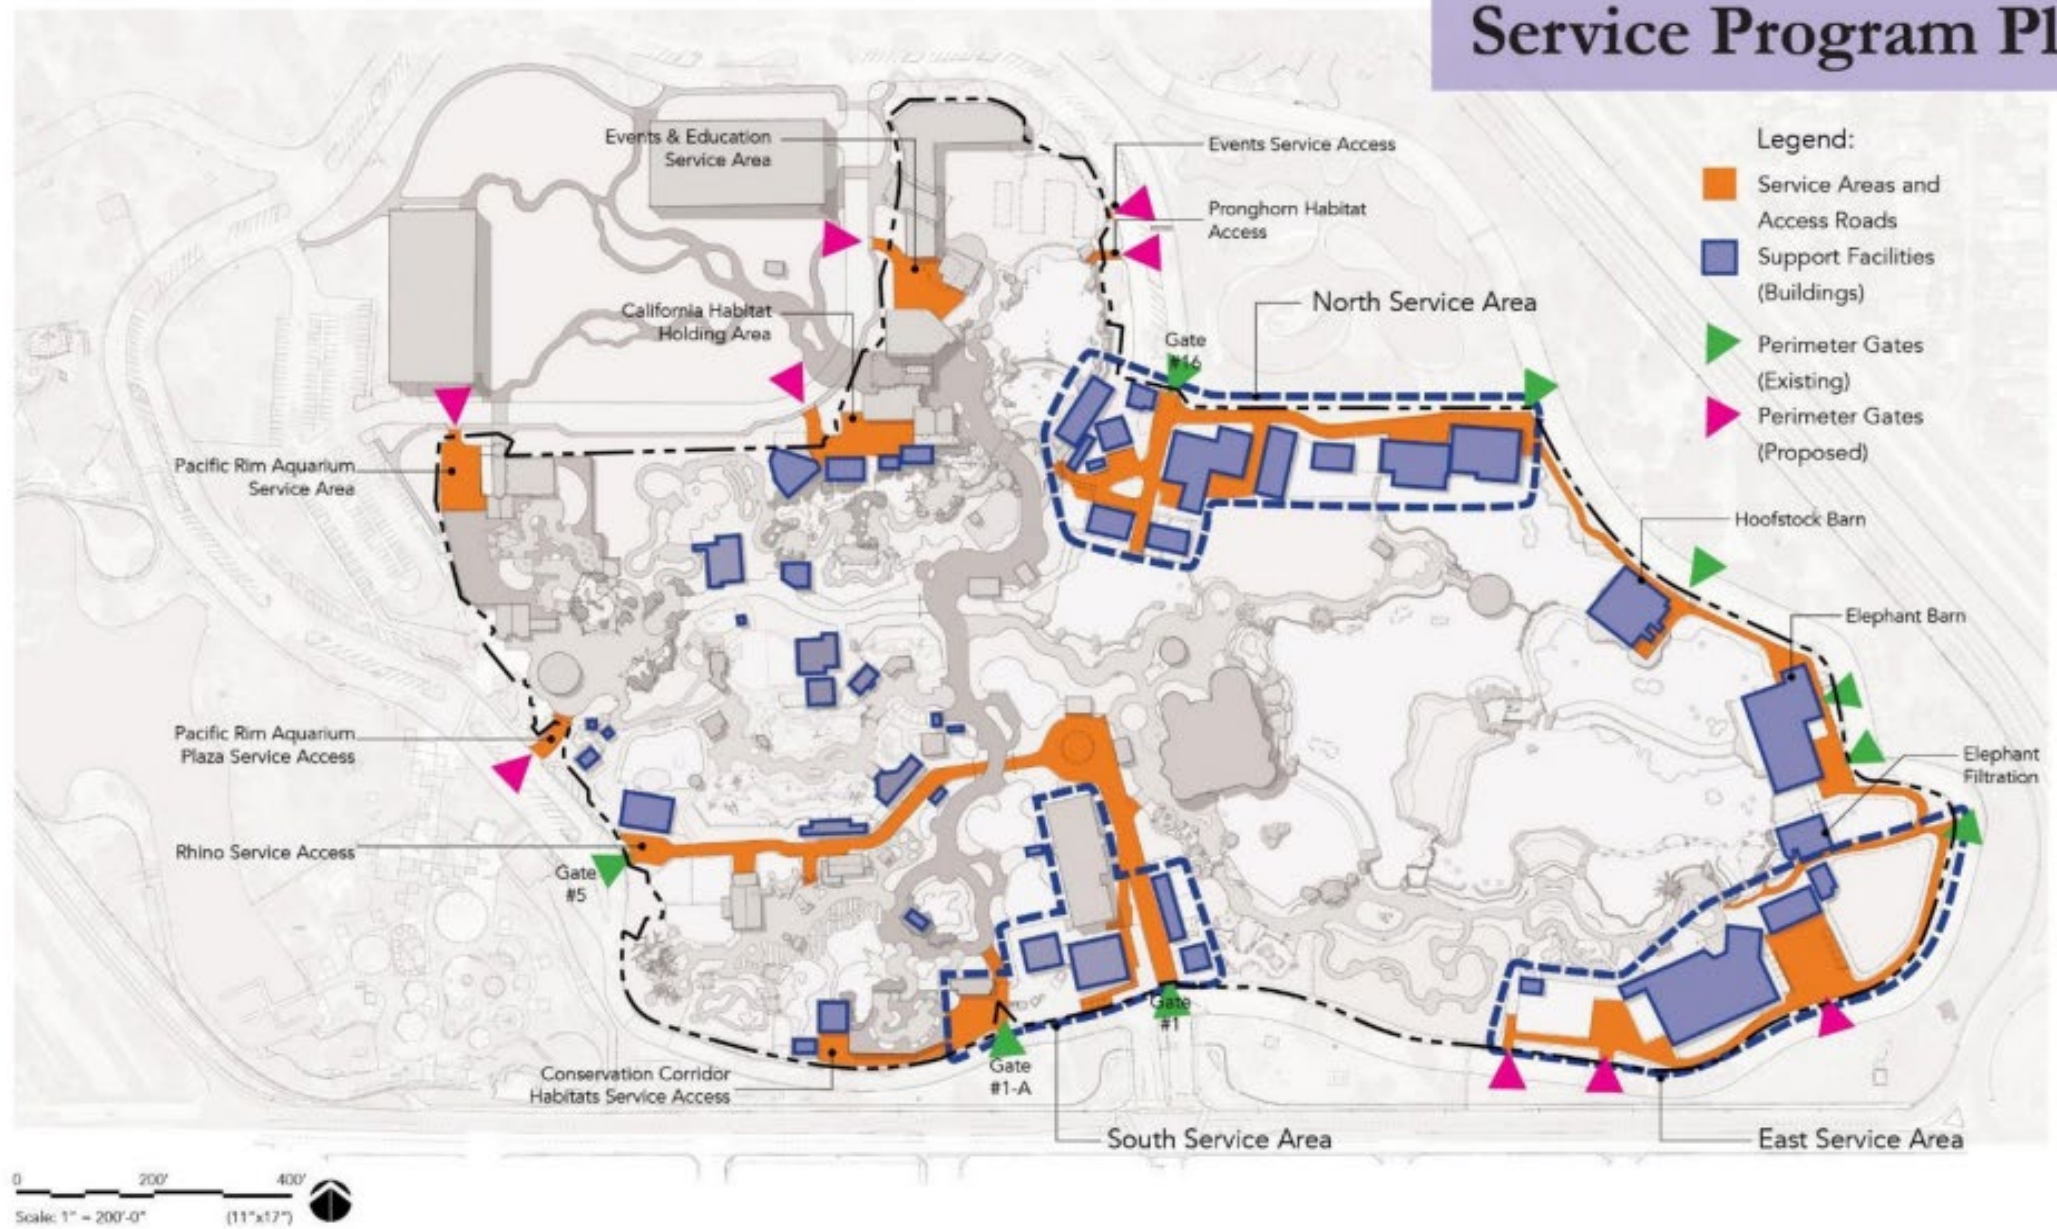 Service Program Pl
Legend:
Service Areas and
Access Roads
Support Facilities
(Buildings)
Perimeter Gates
(Existing)
Perimeter Gates
(Proposed)
Events & Education
Service Area
Events Service Access
Pronghorn Habitat
Access
California Habitat
Holding Area
North Service Area
Gate
#16
Pacific Rim Aquarium
Service Area
Hoofstock Barn
Elephant Barn
Pacific Rim Aquarium
Plaza Service Access
Elephant
Filtration
Rhino Service Access
Gate
#5
Gate
#1
Gate
#1-A
Conservation Corridor
Habitats Service Access
South Service Area
East Service Area
0 200' 400'
Scale: 1" = 200'-0" (11"x17")